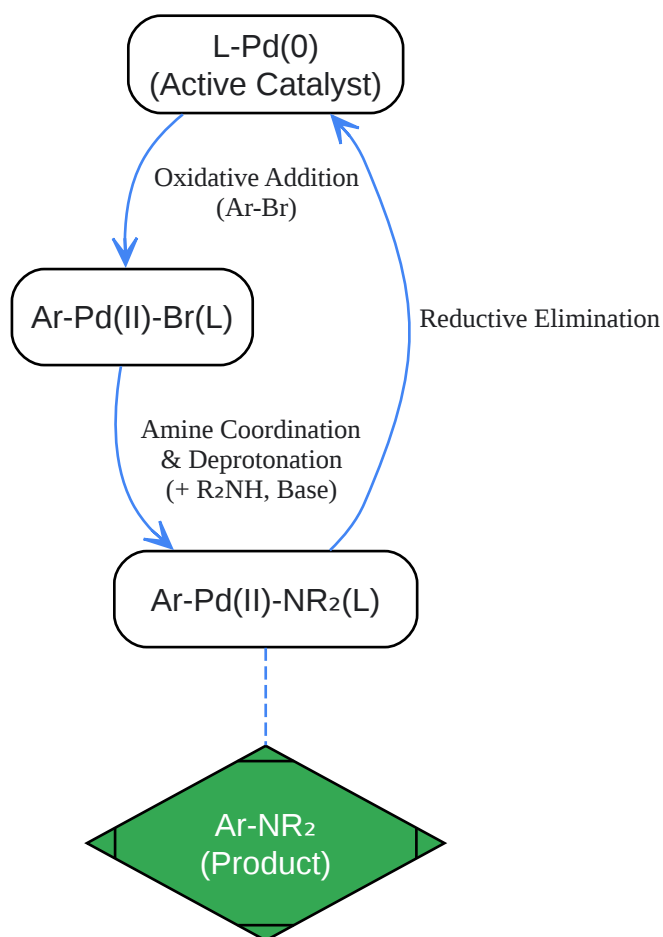 L-Pd(0)
(Active Catalyst)
Oxidative Addition
(Ar-Br)
Ar-Pd(II)-Br(L)
Reductive Elimination
Amine Coordination
& Deprotonation
(+ R₂NH, Base)
Ar-Pd(II)-NR₂(L)
Ar-NR₂
(Product)